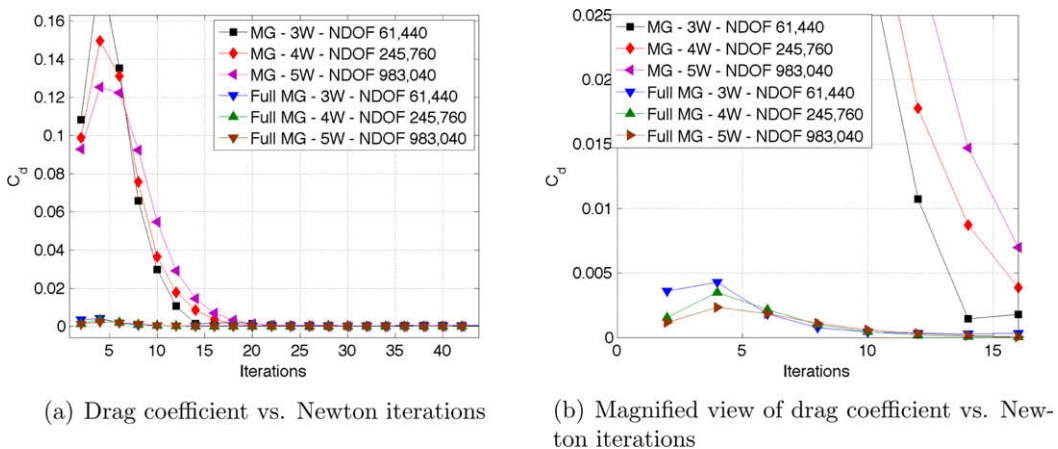 0.16
0.14
0.12
0.1
0.08
0.06
0.04
0.02
0
C_d
5 10 15 20 25 30 35 40
Iterations
MG - 3W - NDOF 61,440
MG - 4W - NDOF 245,760
MG - 5W - NDOF 983,040
Full MG - 3W - NDOF 61,440
Full MG - 4W - NDOF 245,760
Full MG - 5W - NDOF 983,040
(a) Drag coefficient vs. Newton iterations
0.025
0.02
0.015
0.01
0.005
0
C_d
0 5 10 15
Iterations
MG - 3W - NDOF 61,440
MG - 4W - NDOF 245,760
MG - 5W - NDOF 983,040
Full MG - 3W - NDOF 61,440
Full MG - 4W - NDOF 245,760
Full MG - 5W - NDOF 983,040
(b) Magnified view of drag coefficient vs. New-
ton iterations